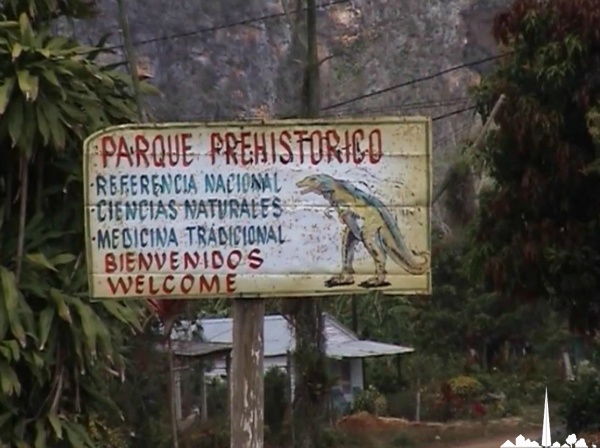 PARQUE PREHISTORICO
·REFERENCIA NACIONAL
·CIENCIAS NATURALES
·MEDICINA TRADICIONAL
BIENVENIDOS
WELCOME